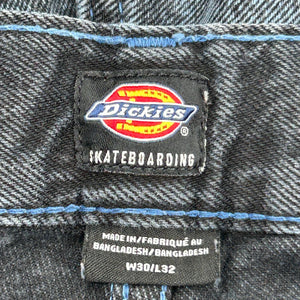 Dickies
®
SKATEBOARDING
MADE IN/FABRIQUÉ AU
BANGLADESH/BANGLADESH
W30/L32